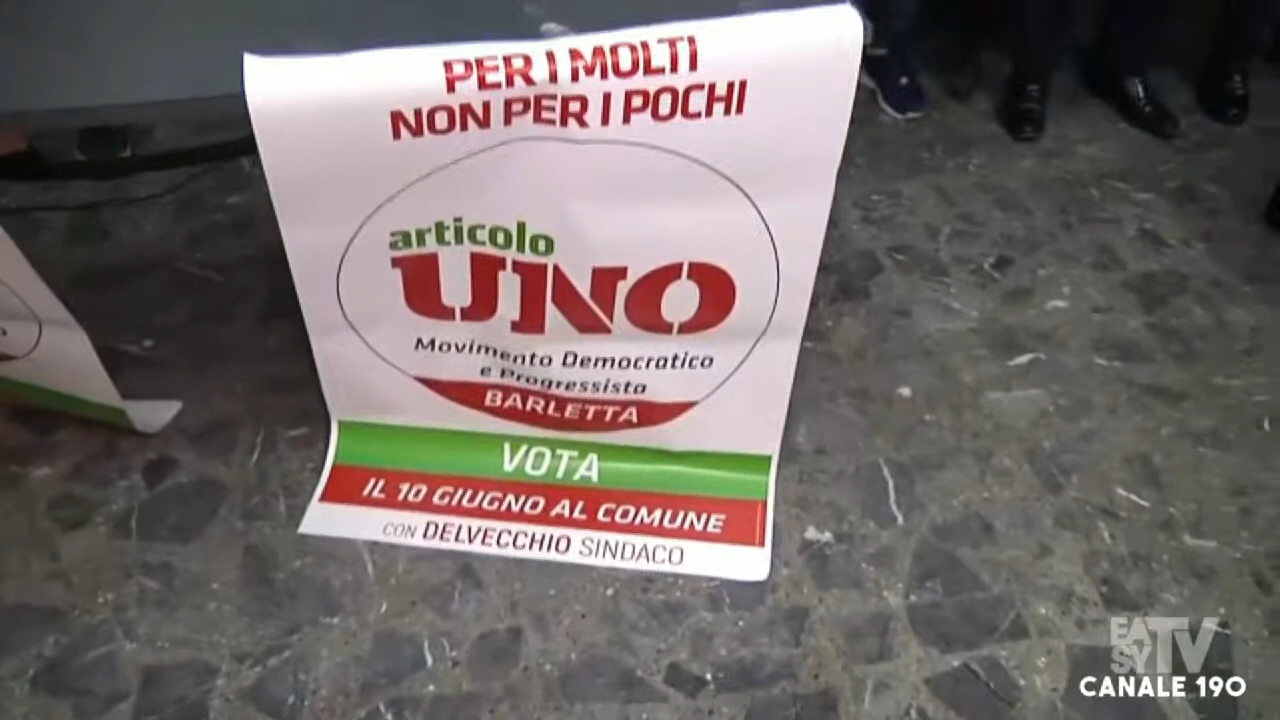 PER I MOLTI
NON PER I POCHI
articolo
UNO
Movimento Democratico
e Progressista
BARLETTA
VOTA
IL 10 GIUGNO AL COMUNE
CON DELVECCHIO SINDACO
EASY TV
CANALE 190